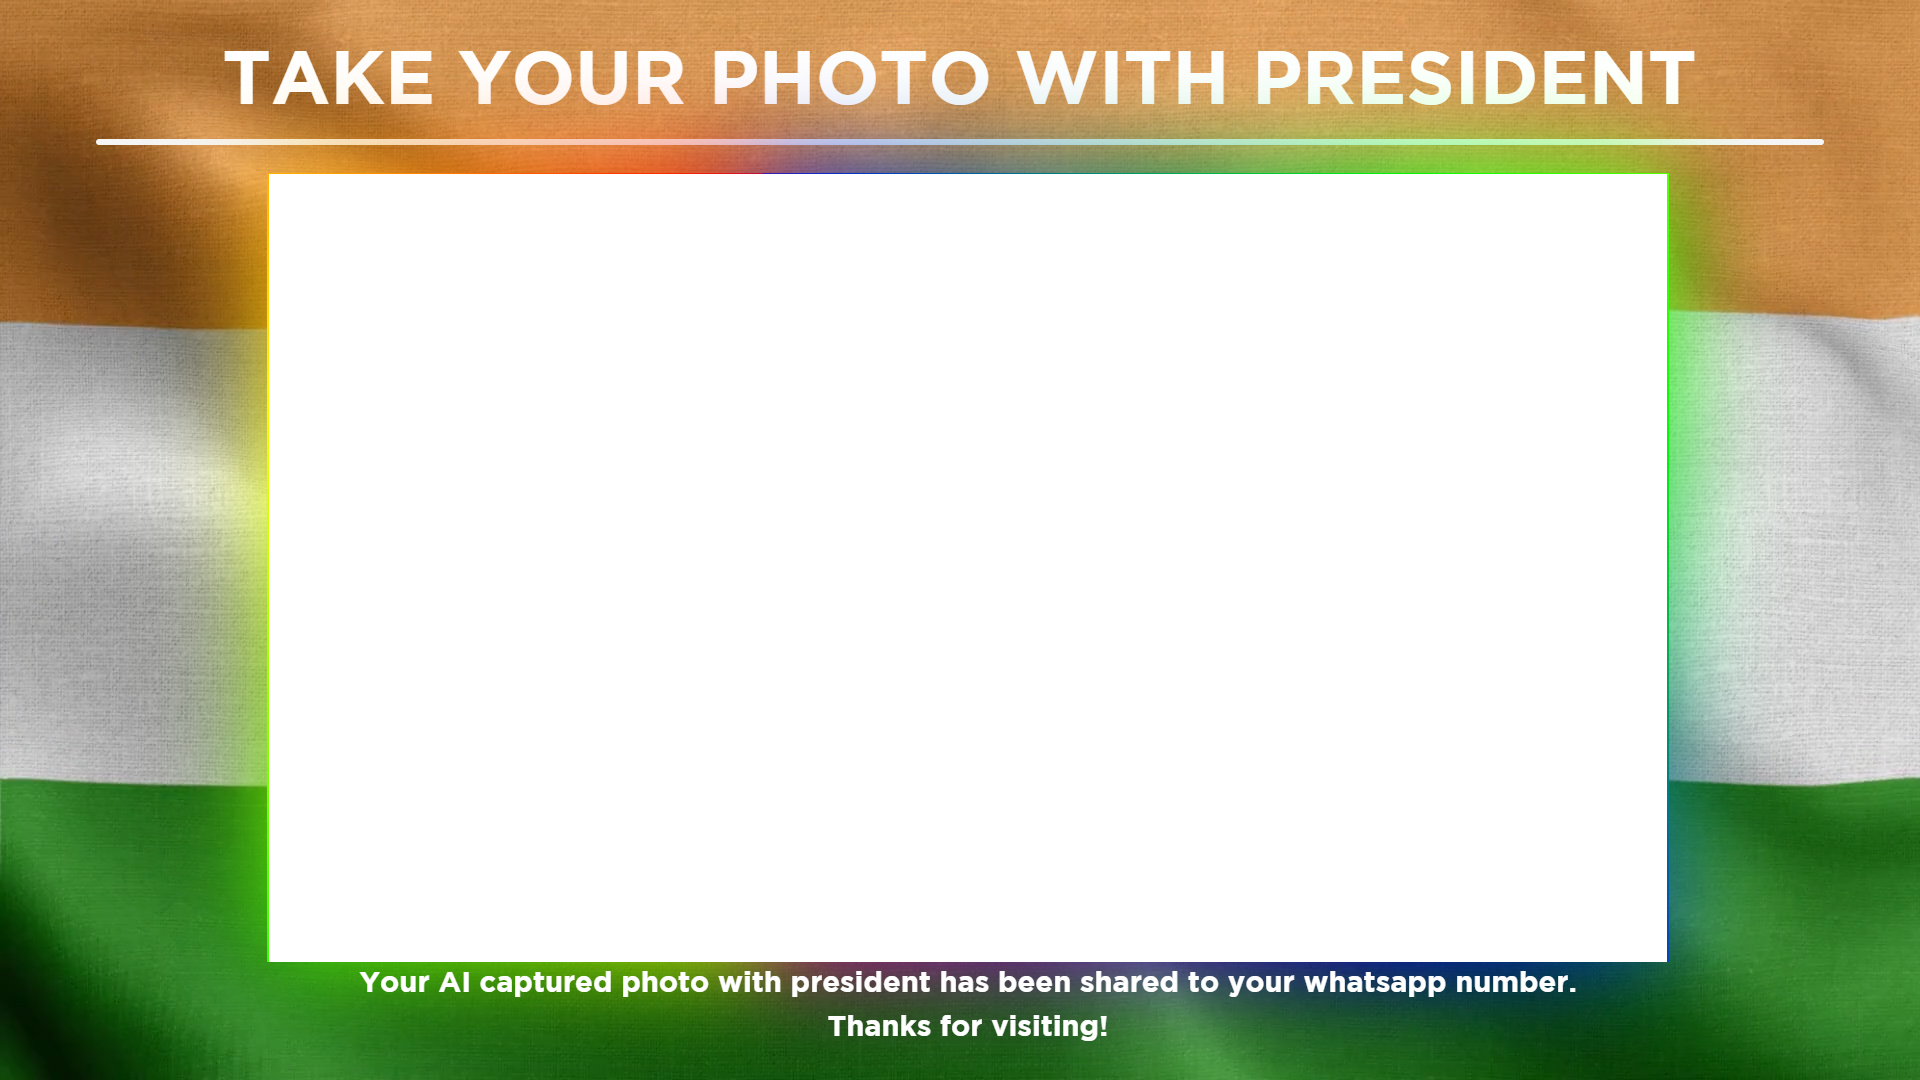 TAKE YOUR PHOTO WITH PRESIDENT
Your AI captured photo with president has been shared to your whatsapp number.
Thanks for visiting!